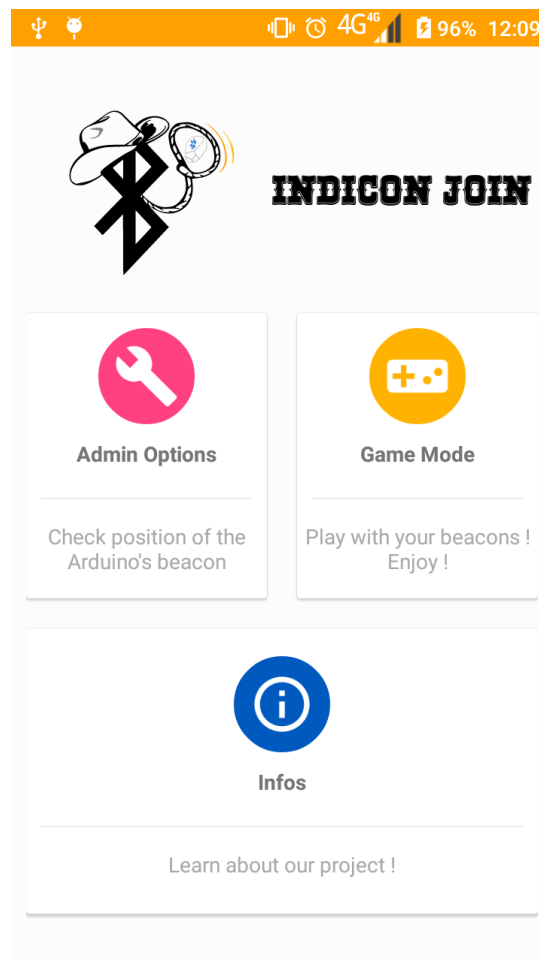 4G 4G 96% 12:09
INDICON JOIN
Admin Options
Check position of the
Arduino's beacon
Game Mode
Play with your beacons !
Enjoy !
Infos
Learn about our project !